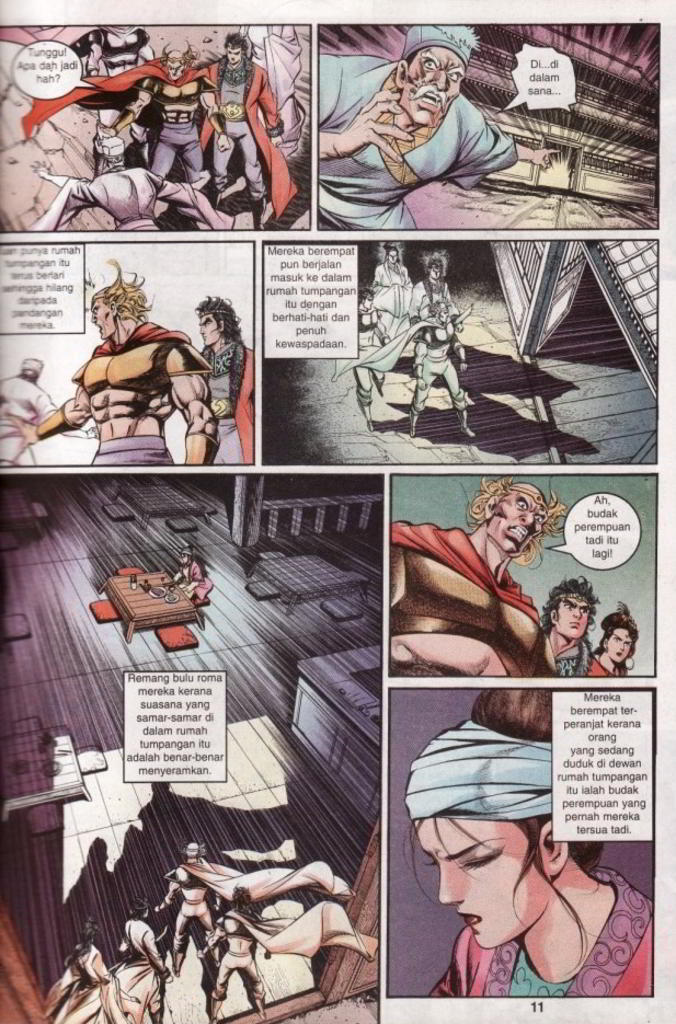 Tunggu!
Apa dah jadi
hah?
Di...di
dalam
sana...
punya rumah
tumpangan itu
terus berlari
sehingga hilang
daripada
pandangan
mereka.
Mereka berempat
pun berjalan
masuk ke dalam
rumah tumpangan
itu dengan
berhati-hati dan
penuh
kewaspadaan.
Remang bulu roma
mereka kerana
suasana yang
samar-samar di
dalam rumah
tumpangan itu
adalah benar-benar
menyeramkan.
Ah,
budak
perempuan
tadi itu
lagi!
Mereka
berempat ter-
peranjat kerana
orang
yang sedang
duduk di dewan
rumah tumpangan
itu ialah budak
perempuan yang
pernah mereka
tersua tadi.
11